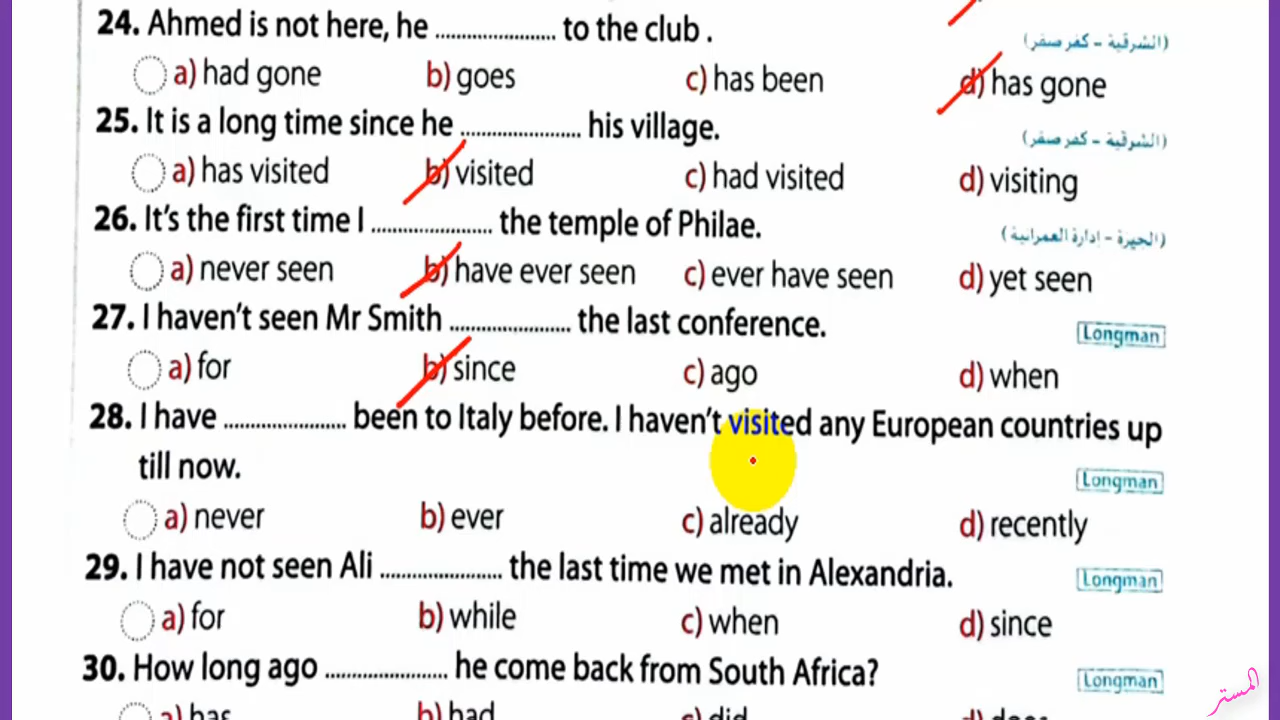 24. Ahmed is not here, he ...................... to the club .
(الشرقية - كفر صقر)
a) had gone b) goes c) has been d) has gone
25. It is a long time since he ...................... his village.
(الشرقية - كفر صقر)
a) has visited b) visited c) had visited d) visiting
26. It's the first time I ...................... the temple of Philae.
(الجيزة - إدارة العمرانية)
a) never seen b) have ever seen c) ever have seen d) yet seen
27. I haven't seen Mr Smith ...................... the last conference.
Longman
a) for b) since c) ago d) when
28. I have ...................... been to Italy before. I haven't visited any European countries up
till now.
Longman
a) never b) ever c) already d) recently
29. I have not seen Ali ...................... the last time we met in Alexandria.
Longman
a) for b) while c) when d) since
30. How long ago ...................... he come back from South Africa?
Longman
a) has b) had c) did d) does
المستر